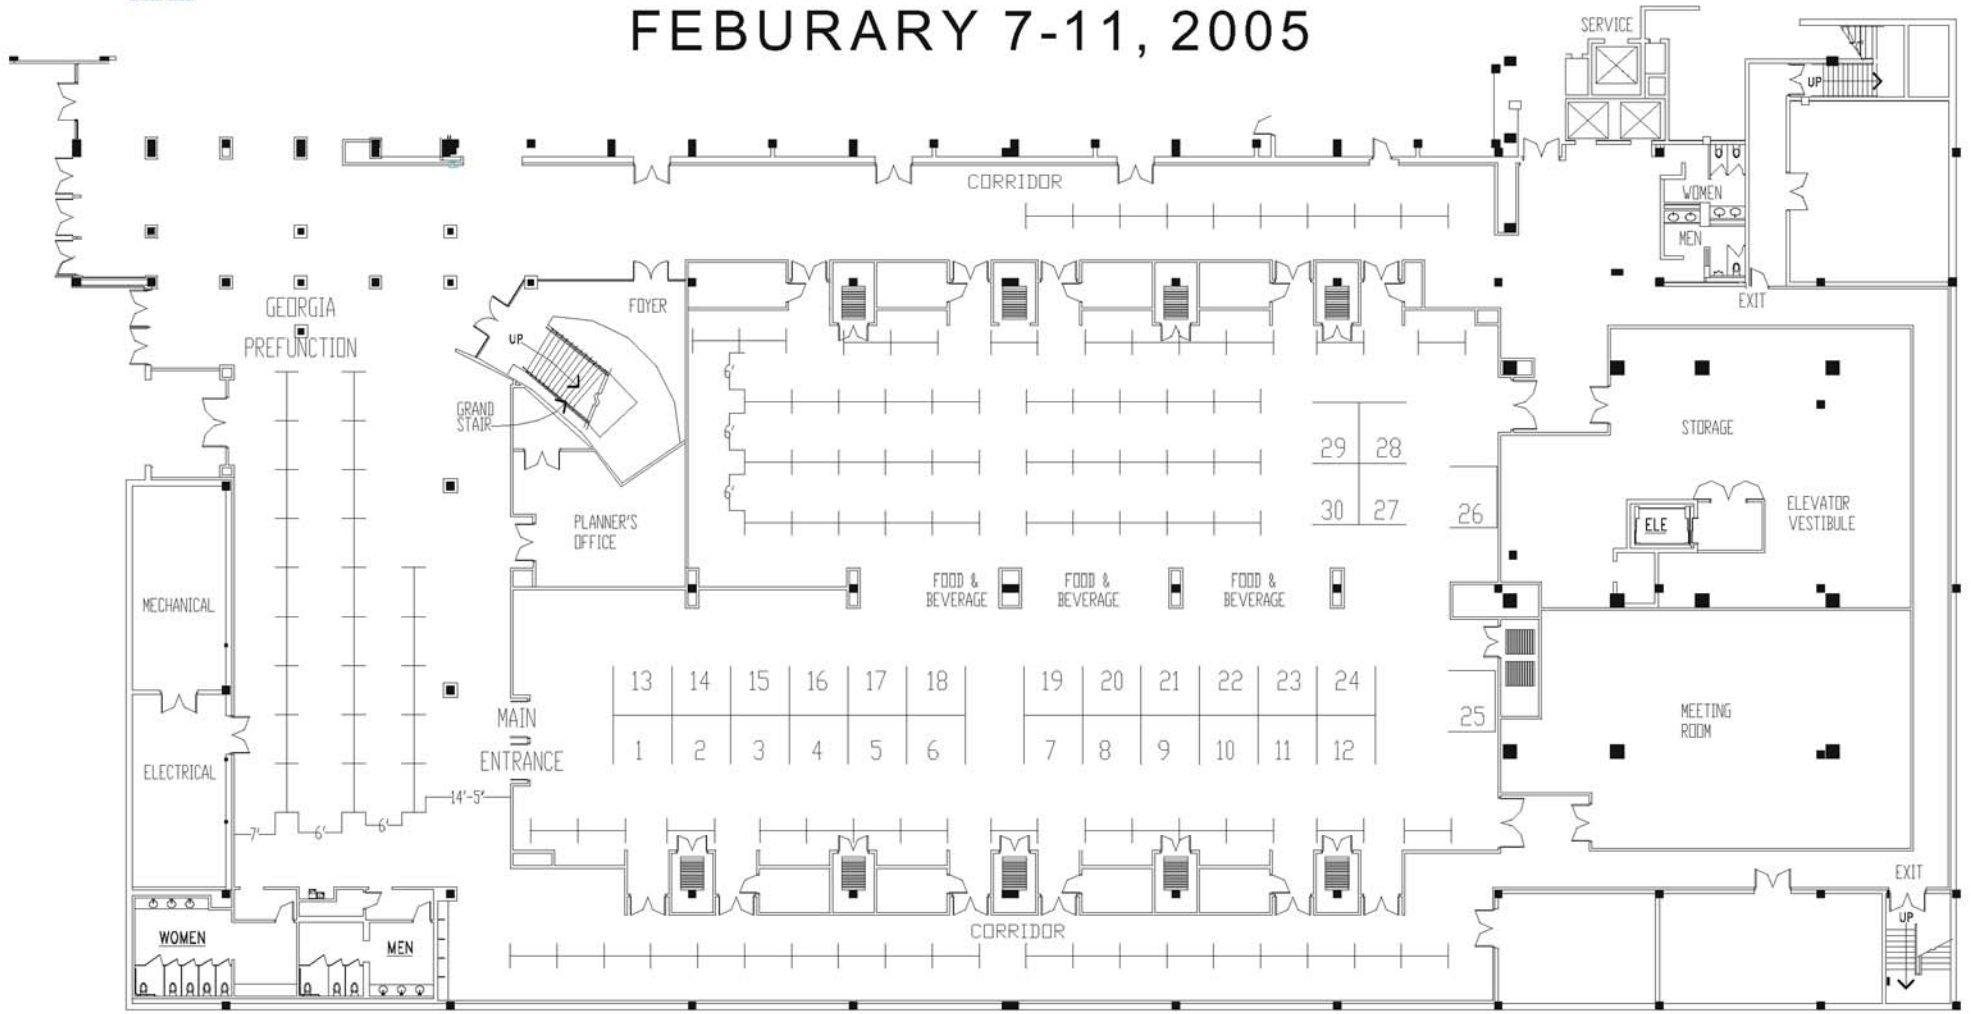 FEBURARY 7-11, 2005
SERVICE
UP
CORRIDOR
WOMEN
MEN
EXIT
GEORGIA
PREFUNCTION
FOYER
UP
GRAND
STAIR
6'
6'
6'
29 28
30 27
26
STORAGE
ELEVATOR
VESTIBULE
ELE
PLANNER'S
OFFICE
FOOD &
BEVERAGE
FOOD &
BEVERAGE
FOOD &
BEVERAGE
MECHANICAL
13 14 15 16 17 18 19 20 21 22 23 24
25
MAIN
ENTRANCE
1 2 3 4 5 6 7 8 9 10 11 12
MEETING
ROOM
ELECTRICAL
14'-5"
7'
6'
6'
EXIT
UP
CORRIDOR
WOMEN
MEN